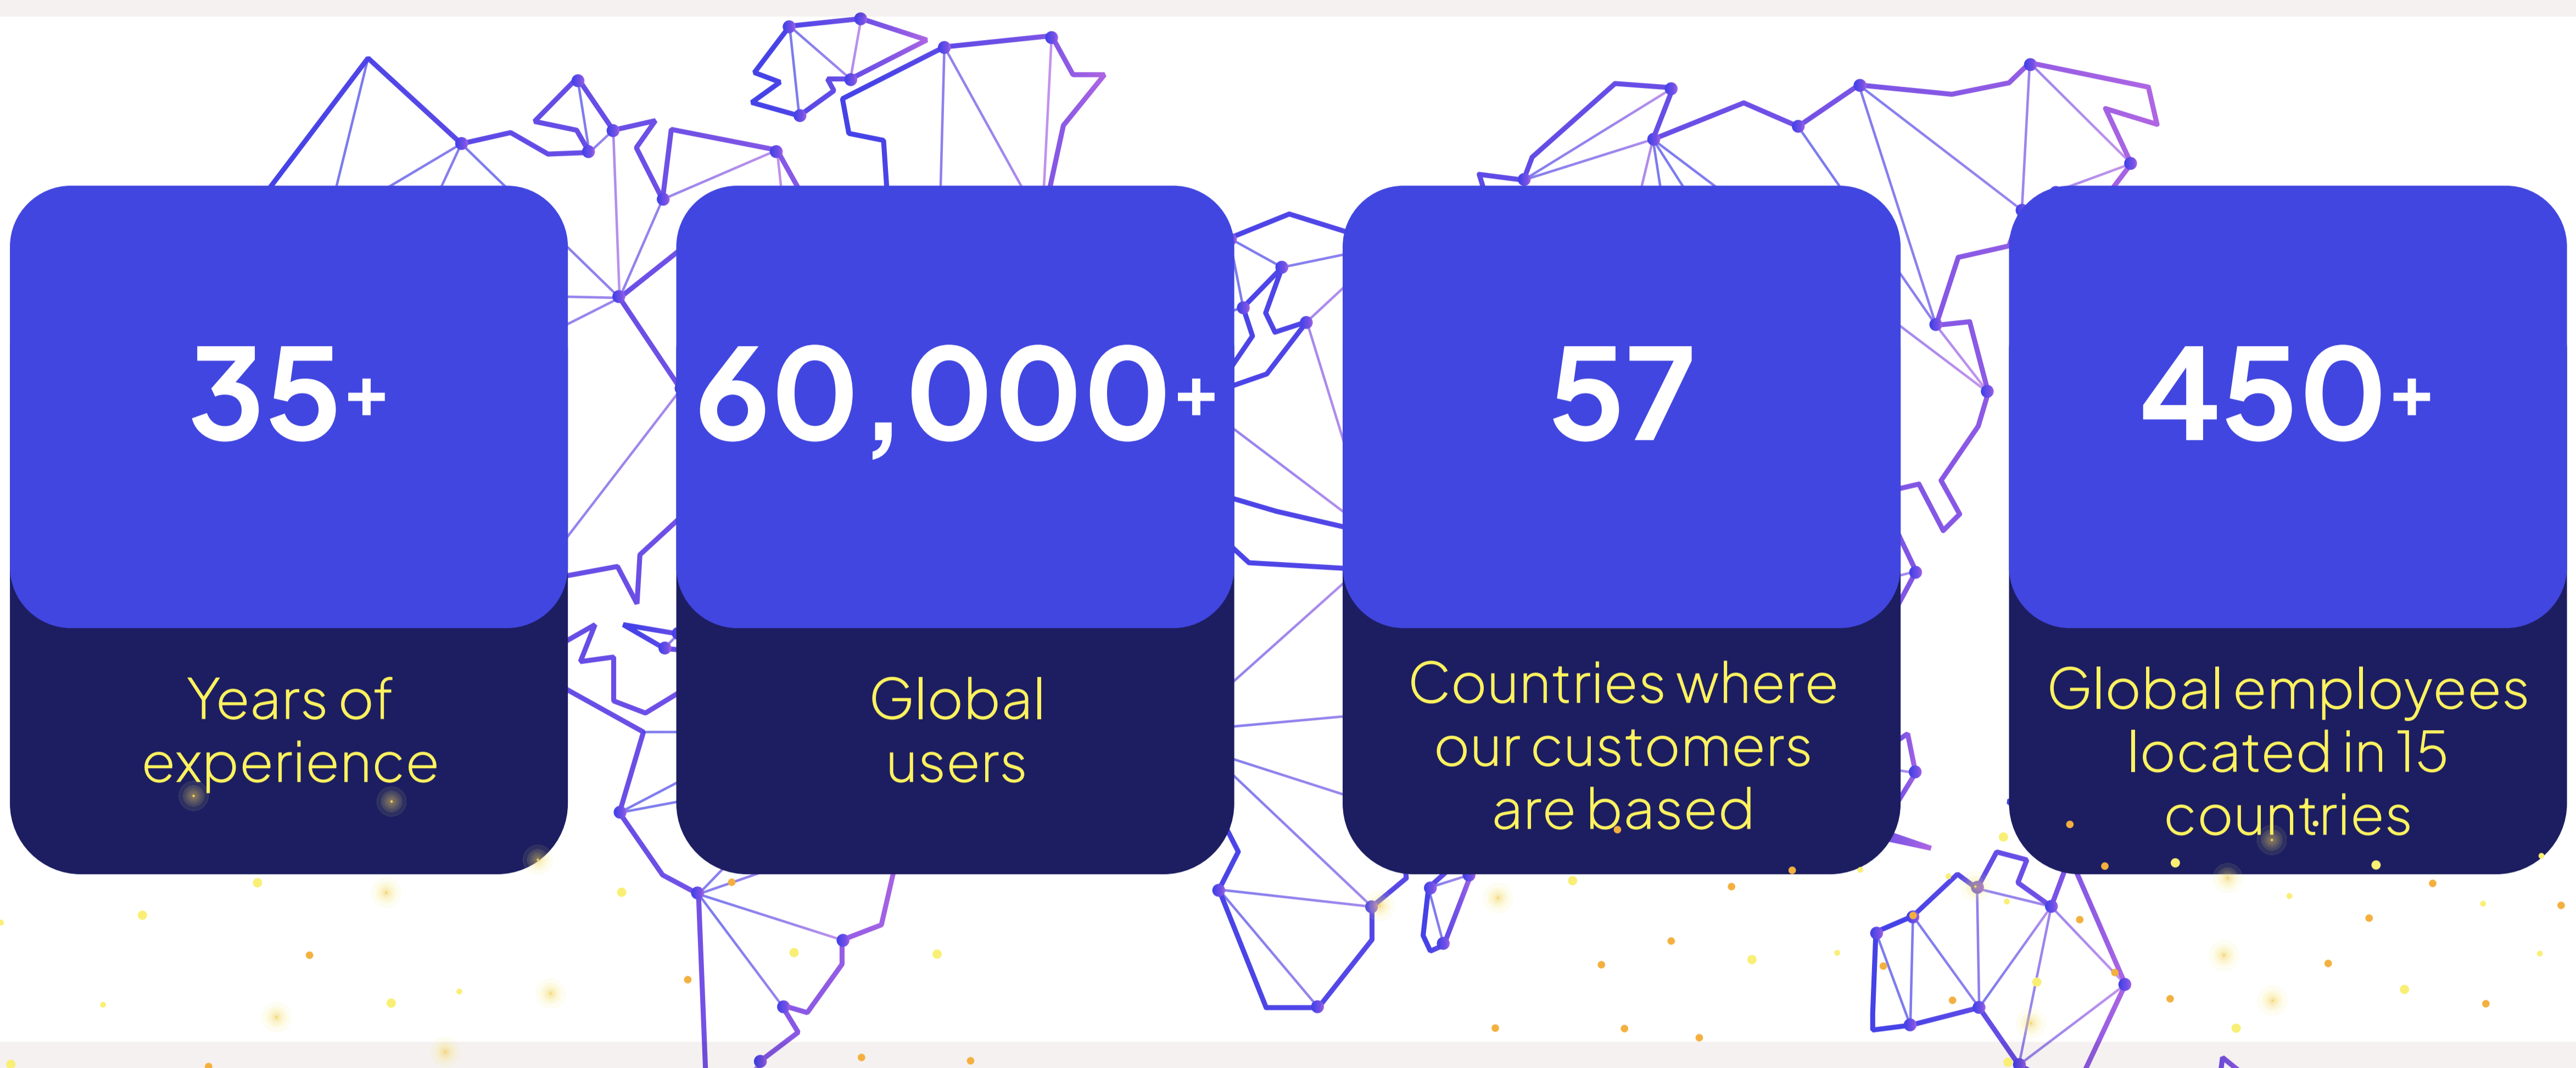 35+
Years of
experience
60,000+
Global
users
57
Countries where
our customers
are based
450+
Global employees
located in 15
countries